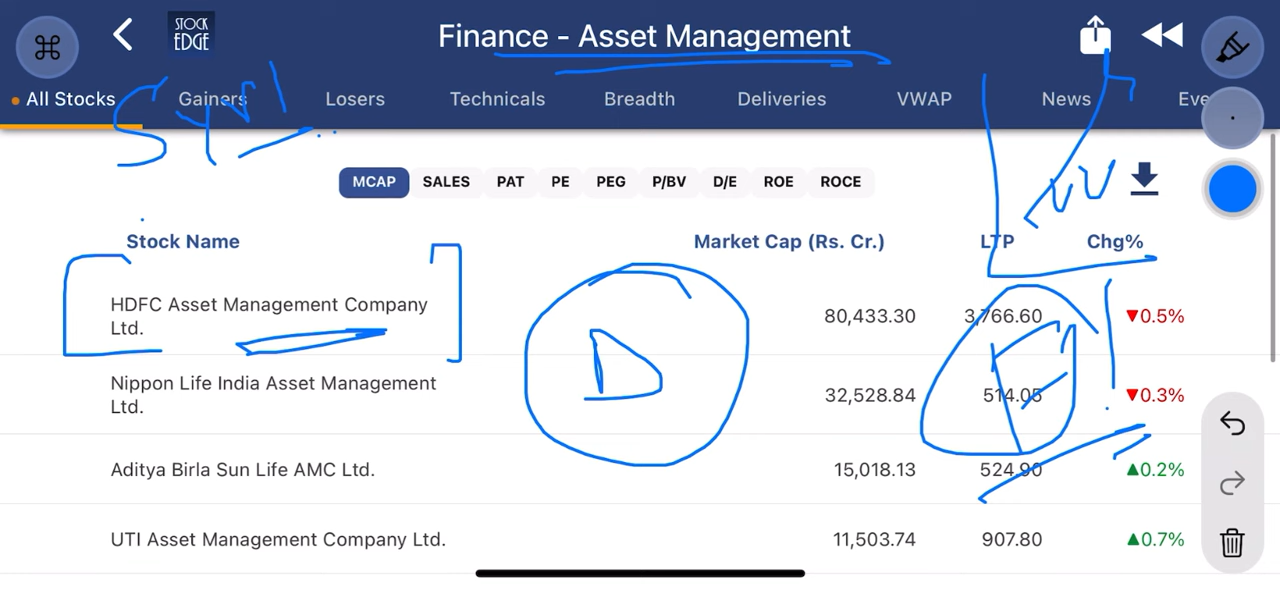 STOCK EDGE
Finance - Asset Management
All Stocks Gainers Losers Technicals Breadth Deliveries VWAP News Eve
MCAP SALES PAT PE PEG P/BV D/E ROE ROCE
Stock Name Market Cap (Rs. Cr.) LTP Chg%
HDFC Asset Management Company Ltd. 80,433.30 3,766.60 ▼0.5%
Nippon Life India Asset Management Ltd. 32,528.84 514.05 ▼0.3%
Aditya Birla Sun Life AMC Ltd. 15,018.13 524.90 ▲0.2%
UTI Asset Management Company Ltd. 11,503.74 907.80 ▲0.7%
D